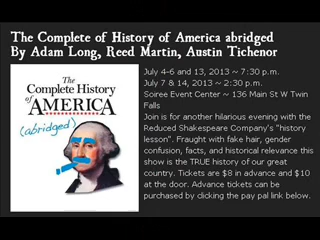 The Complete of History of America abridged
By Adam Long, Reed Martin, Austin Tichenor
The
Complete History
of AMERICA
(abridged)
July 4-6 and 13, 2013 ~ 7:30 p.m.
July 7 & 14, 2013 ~ 2:30 p.m.
Soiree Event Center ~ 136 Main St W Twin
Falls
Join is for another hilarious evening with the
Reduced Shakespeare Company's "history
lesson". Fraught with fake hair, gender
confusion, facts, and historical relevance this
show is the TRUE history of our great
country. Tickets are $8 in advance and $10
at the door. Advance tickets can be
purchased by clicking the pay pal link below.